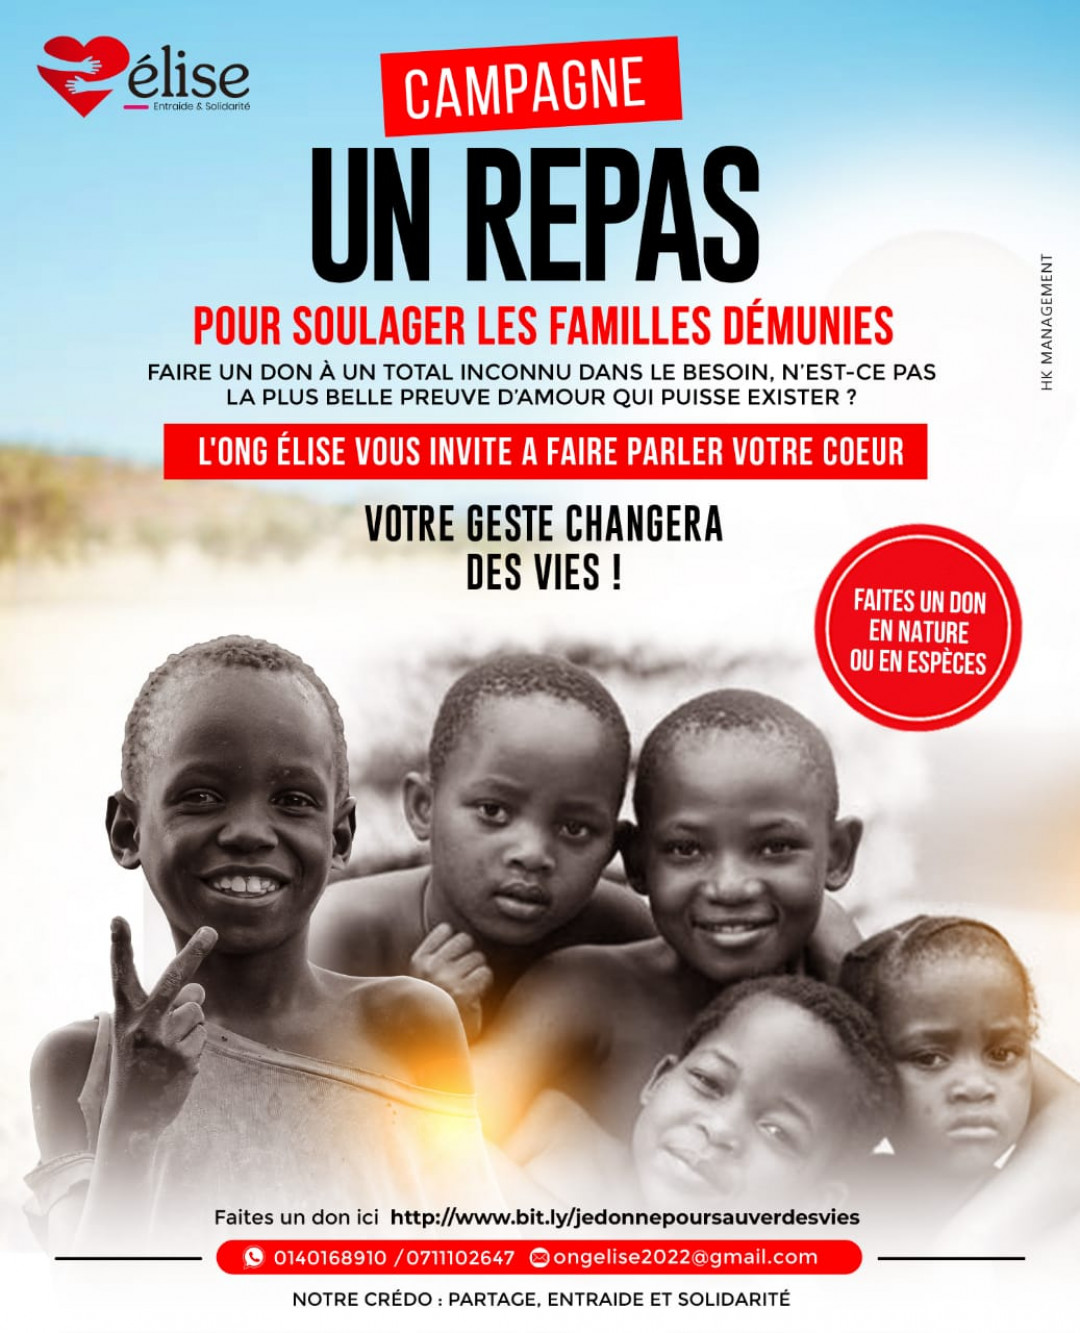 élise
Entraide & Solidarité
CAMPAGNE
UN REPAS
POUR SOULAGER LES FAMILLES DÉMUNIES
FAIRE UN DON À UN TOTAL INCONNU DANS LE BESOIN, N'EST-CE PAS
LA PLUS BELLE PREUVE D'AMOUR QUI PUISSE EXISTER ?
L'ONG ÉLISE VOUS INVITE A FAIRE PARLER VOTRE COEUR
VOTRE GESTE CHANGERA
DES VIES !
HK MANAGEMENT
FAITES UN DON
EN NATURE
OU EN ESPÈCES
Faites un don ici http://www.bit.ly/jedonnepoursauverdesvies
0140168910 /0711102647 ongelise2022@gmail.com
NOTRE CRÉDO : PARTAGE, ENTRAIDE ET SOLIDARITÉ